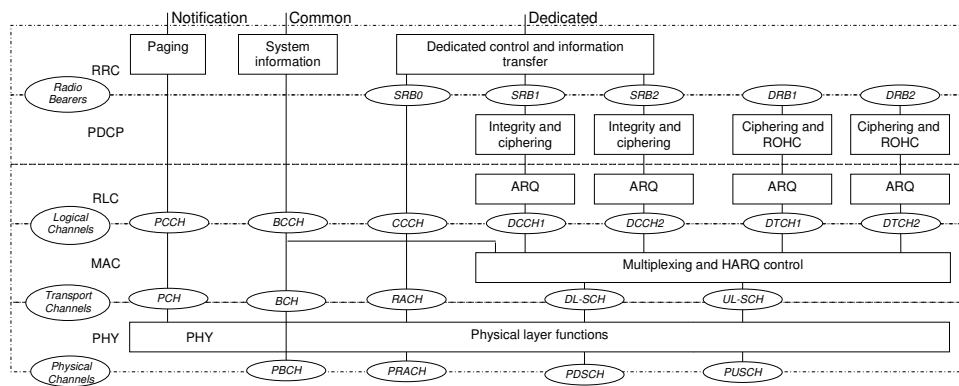 Notification Common Dedicated
Paging System information Dedicated control and information transfer
RRC
Radio Bearers SRB0 SRB1 SRB2 DRB1 DRB2
PDCP Integrity and ciphering Integrity and ciphering Ciphering and ROHC Ciphering and ROHC
RLC ARQ ARQ ARQ ARQ
Logical Channels PCCH BCCH CCCH DCCH1 DCCH2 DTCH1 DTCH2
MAC Multiplexing and HARQ control
Transport Channels PCH BCH RACH DL-SCH UL-SCH
PHY PHY Physical layer functions
Physical Channels PBCH PRACH PDSCH PUSCH